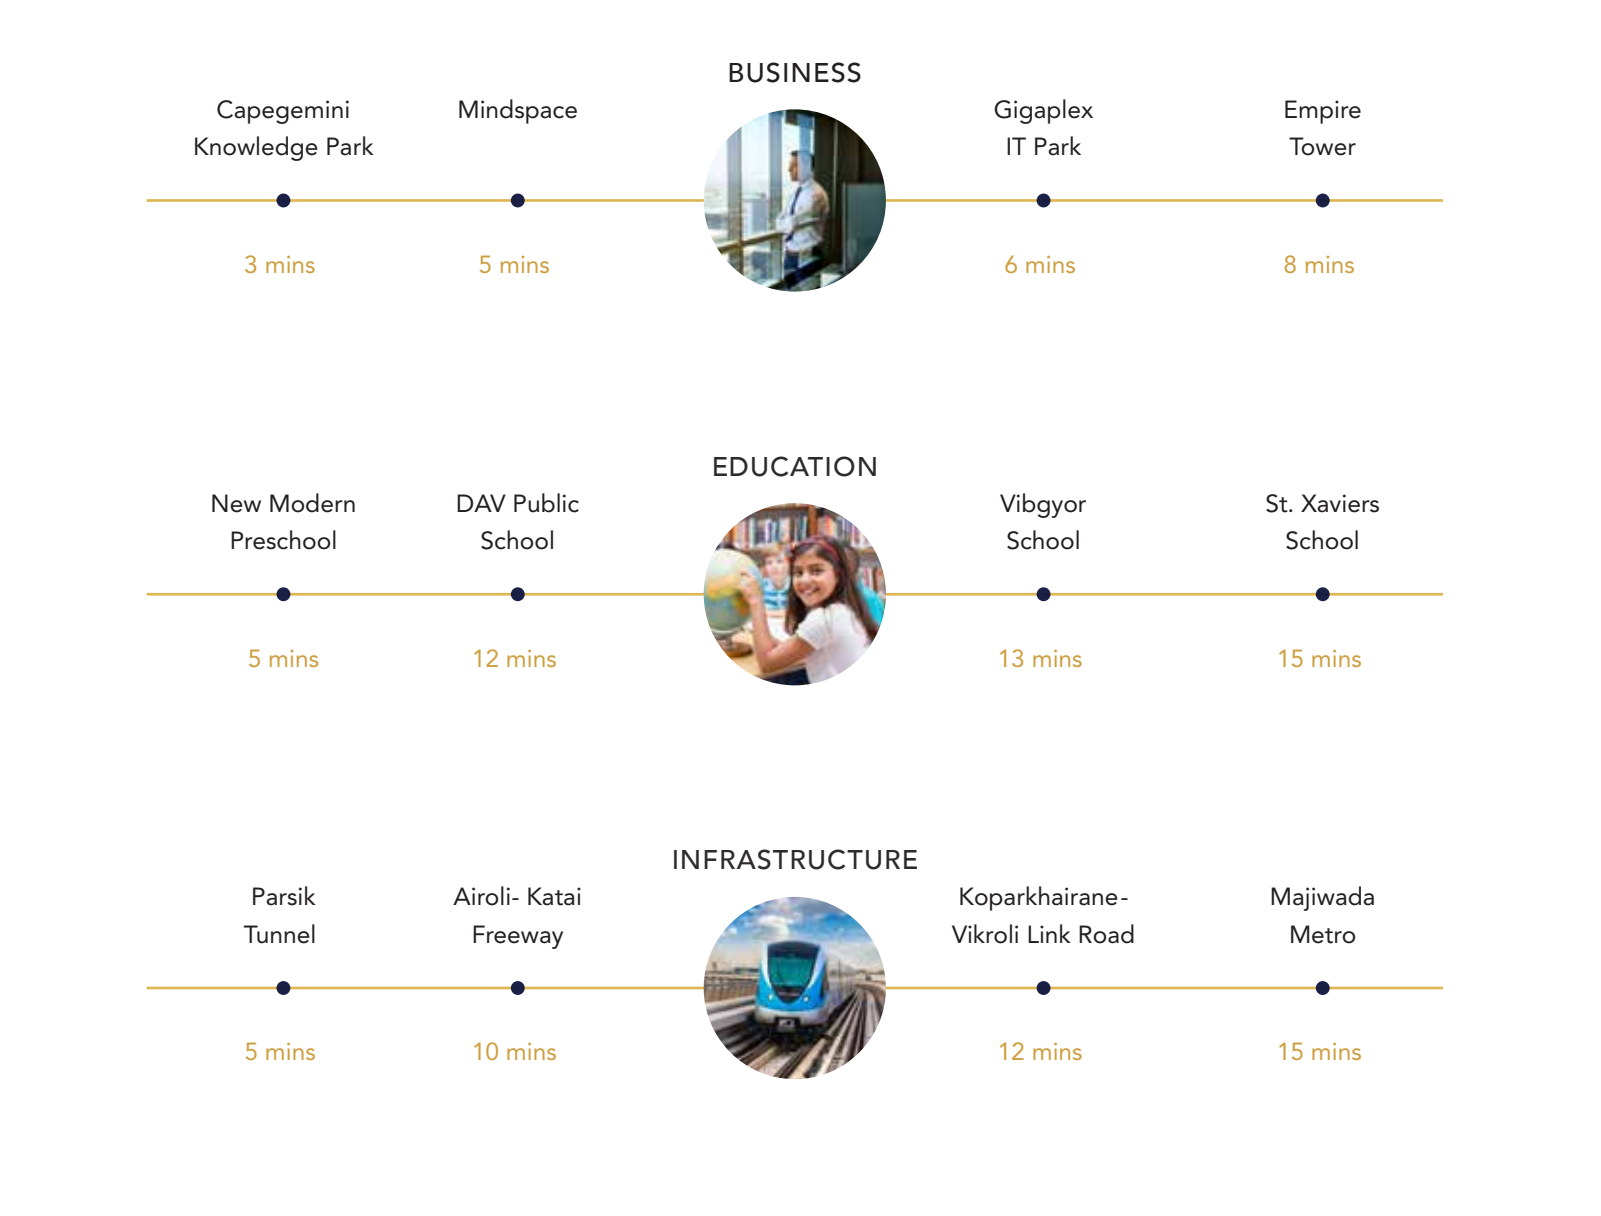 BUSINESS
Capegemini
Knowledge Park
Mindspace
Gigaplex
IT Park
Empire
Tower
3 mins
5 mins
6 mins
8 mins
EDUCATION
New Modern
Preschool
DAV Public
School
Vibgyor
School
St. Xaviers
School
5 mins
12 mins
13 mins
15 mins
INFRASTRUCTURE
Parsik
Tunnel
Airoli- Katai
Freeway
Koparkhairane-
Vikroli Link Road
Majiwada
Metro
5 mins
10 mins
12 mins
15 mins